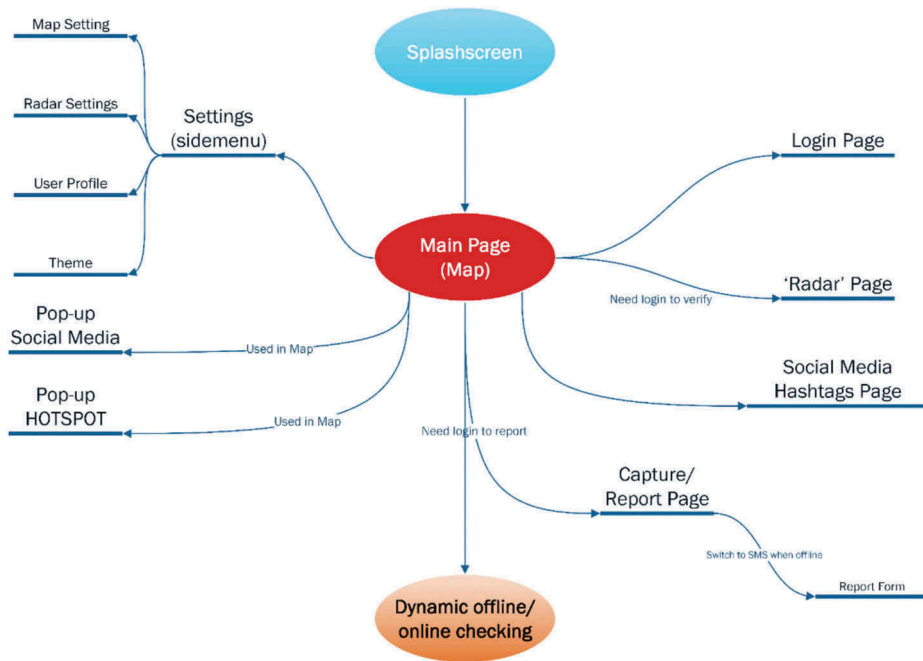 Map Setting
Radar Settings
User Profile
Theme
Settings
(sidemenu)
Splashscreen
Main Page
(Map)
Login Page
Need login to verify
‘Radar’ Page
Pop-up
Social Media
Used in Map
Pop-up
HOTSPOT
Used in Map
Social Media
Hashtags Page
Need login to report
Capture/
Report Page
Switch to SMS when offline
Report Form
Dynamic offline/
online checking